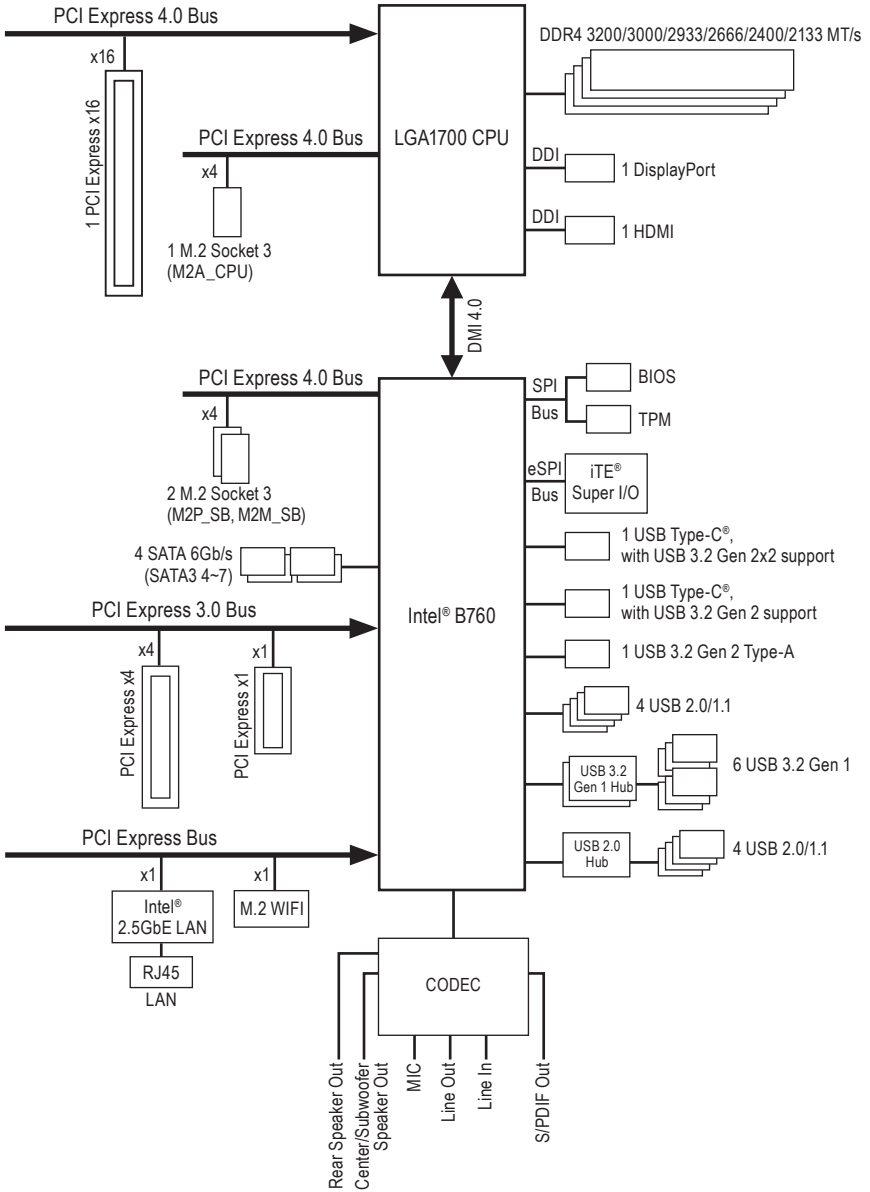 PCI Express 4.0 Bus
x16
1 PCI Express x16
PCI Express 4.0 Bus
x4
1 M.2 Socket 3
(M2A_CPU)
LGA1700 CPU
DDR4 3200/3000/2933/2666/2400/2133 MT/s
DDI
1 DisplayPort
DDI
1 HDMI
DMI 4.0
PCI Express 4.0 Bus
x4
2 M.2 Socket 3
(M2P_SB, M2M_SB)
4 SATA 6Gb/s
(SATA3 4~7)
PCI Express 3.0 Bus
x4
PCI Express x4
x1
PCI Express x1
PCI Express Bus
x1
Intel®
2.5GbE LAN
RJ45
LAN
x1
M.2 WIFI
Intel® B760
SPI
Bus
BIOS
TPM
eSPI
Bus
iTE®
Super I/O
1 USB Type-C®,
with USB 3.2 Gen 2x2 support
1 USB Type-C®,
with USB 3.2 Gen 2 support
1 USB 3.2 Gen 2 Type-A
4 USB 2.0/1.1
USB 3.2
Gen 1 Hub
6 USB 3.2 Gen 1
USB 2.0
Hub
4 USB 2.0/1.1
CODEC
Rear Speaker Out
Center/Subwoofer
Speaker Out
MIC
Line Out
Line In
S/PDIF Out